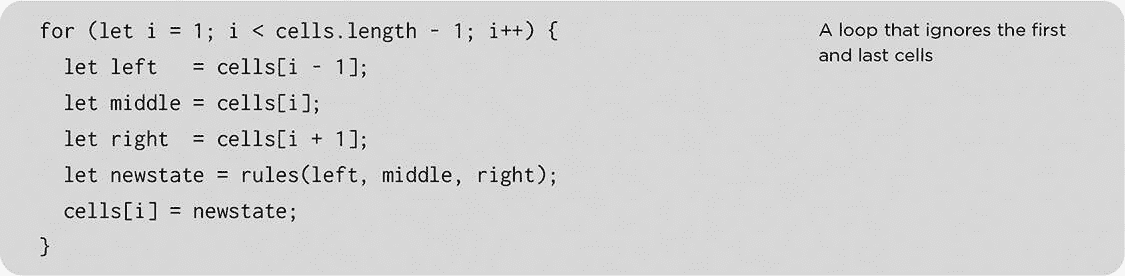 for (let i = 1; i < cells.length - 1; i++) {
  let left   = cells[i - 1];
  let middle = cells[i];
  let right  = cells[i + 1];
  let newstate = rules(left, middle, right);
  cells[i] = newstate;
}
A loop that ignores the first
and last cells